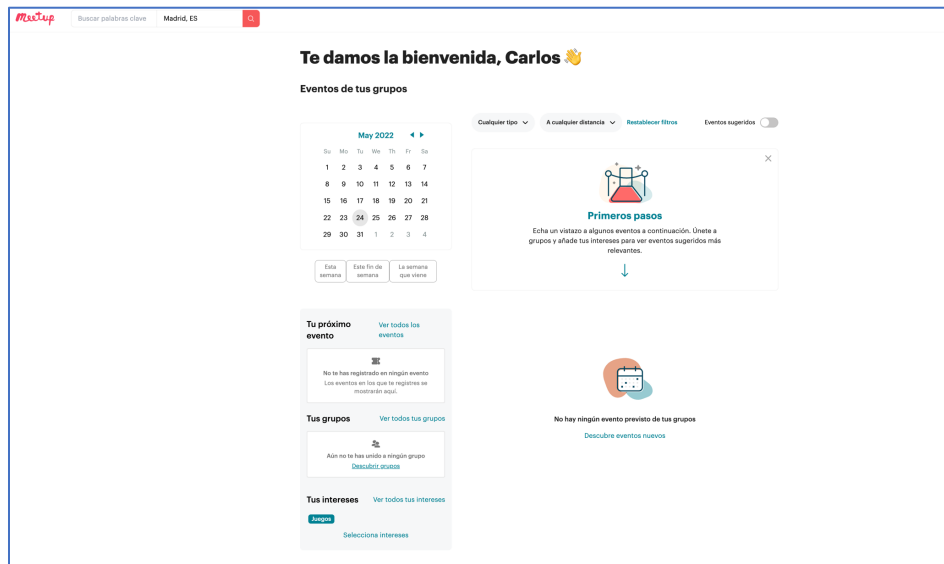 Meetup Buscar palabras clave Madrid, ES
Te damos la bienvenida, Carlos
Eventos de tus grupos
May 2022
Su Mo Tu We Th Fr Sa
1 2 3 4 5 6 7
8 9 10 11 12 13 14
15 16 17 18 19 20 21
22 23 24 25 26 27 28
29 30 31 1 2 3 4
Esta
semana
Este fin de
semana
La semana
que viene
Tu próximo
evento
Ver todos los
eventos
No te has registrado en ningún evento
Los eventos en los que te registres se
mostrarán aquí.
Tus grupos Ver todos tus grupos
Aún no te has unido a ningún grupo
Descubrir grupos
Tus intereses Ver todos tus intereses
Juegos
Selecciona intereses
Cualquier tipo A cualquier distancia Restablecer filtros Eventos sugeridos
Primeros pasos
Echa un vistazo a algunos eventos a continuación. Únete a
grupos y añade tus intereses para ver eventos sugeridos más
relevantes.
No hay ningún evento previsto de tus grupos
Descubre eventos nuevos